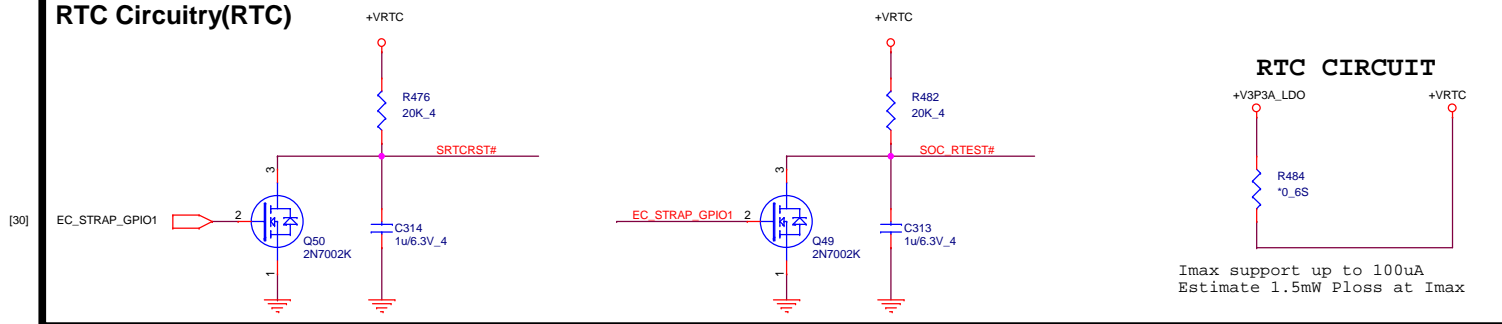 RTC Circuitry(RTC)
+VRTC
R476
20K_4
SRTCRST#
3
[30]
EC_STRAP_GPIO1
2
Q50
2N7002K
1
C314
1u/6.3V_4
+VRTC
R482
20K_4
SOC_RTEST#
3
EC_STRAP_GPIO1
2
Q49
2N7002K
1
C313
1u/6.3V_4
RTC CIRCUIT
+V3P3A_LDO
+VRTC
R484
*0_6S
Imax support up to 100uA
Estimate 1.5mW Ploss at Imax